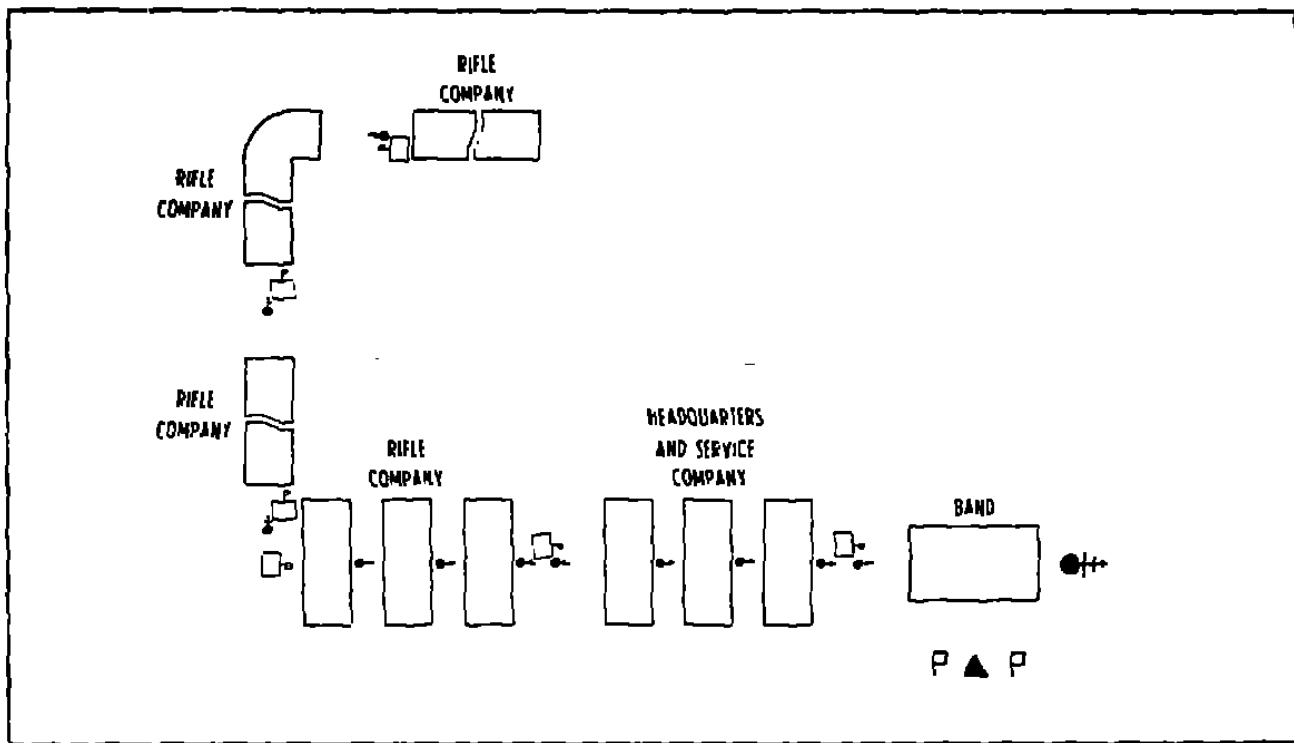 RIFLE
COMPANY
RIFLE
COMPANY
RIFLE
COMPANY
RIFLE
COMPANY
HEADQUARTERS
AND SERVICE
COMPANY
BAND